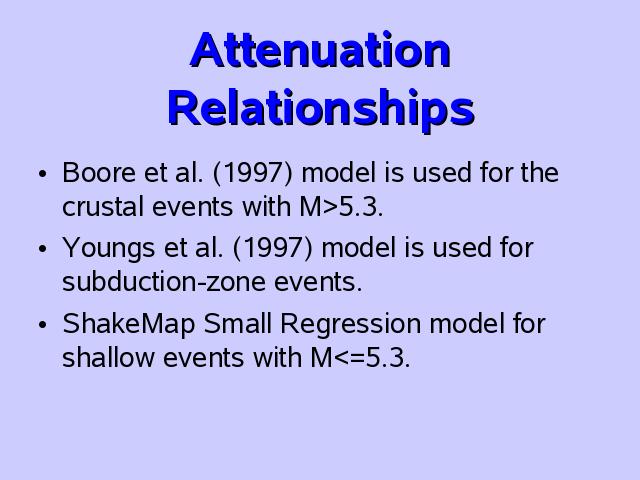 Attenuation
Relationships
• Boore et al. (1997) model is used for the
crustal events with M>5.3.
• Youngs et al. (1997) model is used for
subduction-zone events.
• ShakeMap Small Regression model for
shallow events with M<=5.3.